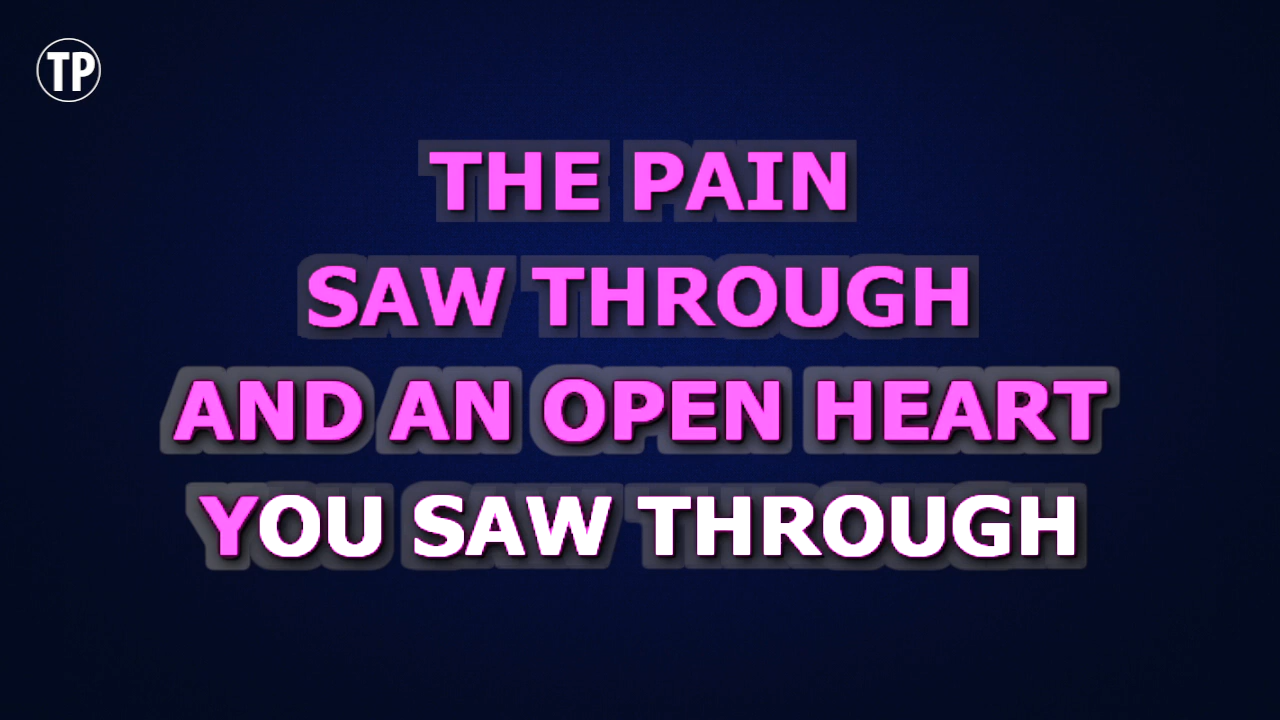 TP
THE PAIN
SAW THROUGH
AND AN OPEN HEART
YOU SAW THROUGH